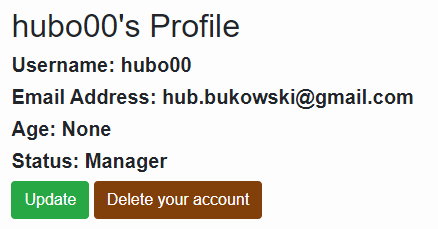 hubo00's Profile
Username: hubo00
Email Address: hub.bukowski@gmail.com
Age: None
Status: Manager
Update Delete your account